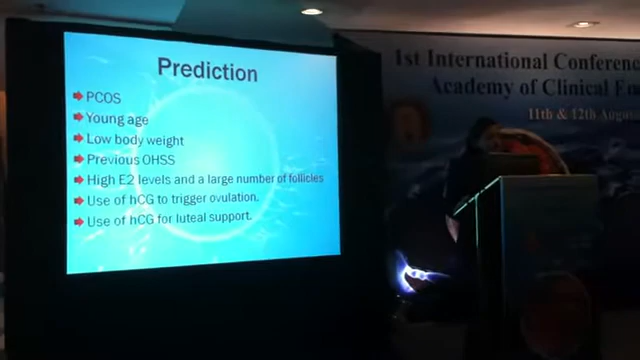 Prediction
PCOS
Young age
Low body weight
Previous OHSS
High E2 levels and a large number of follicles
Use of hCG to trigger ovulation.
Use of hCG for luteal support.
1st International Conference
Academy of Clinical
11th & 12th August